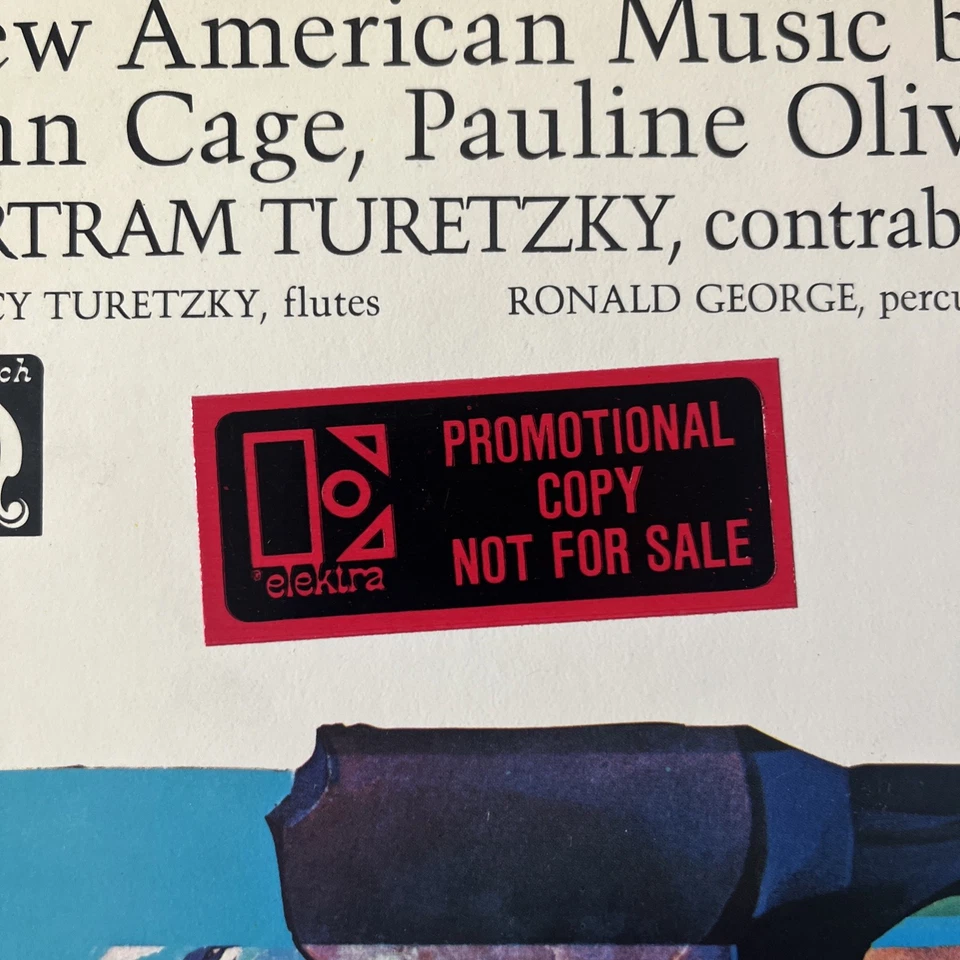 ew American Music b
nn Cage, Pauline Oliv
RTRAM TURETZKY, contrab
CY TURETZKY, flutes RONALD GEORGE, percu
ch
PROMOTIONAL
COPY
NOT FOR SALE
® elektra